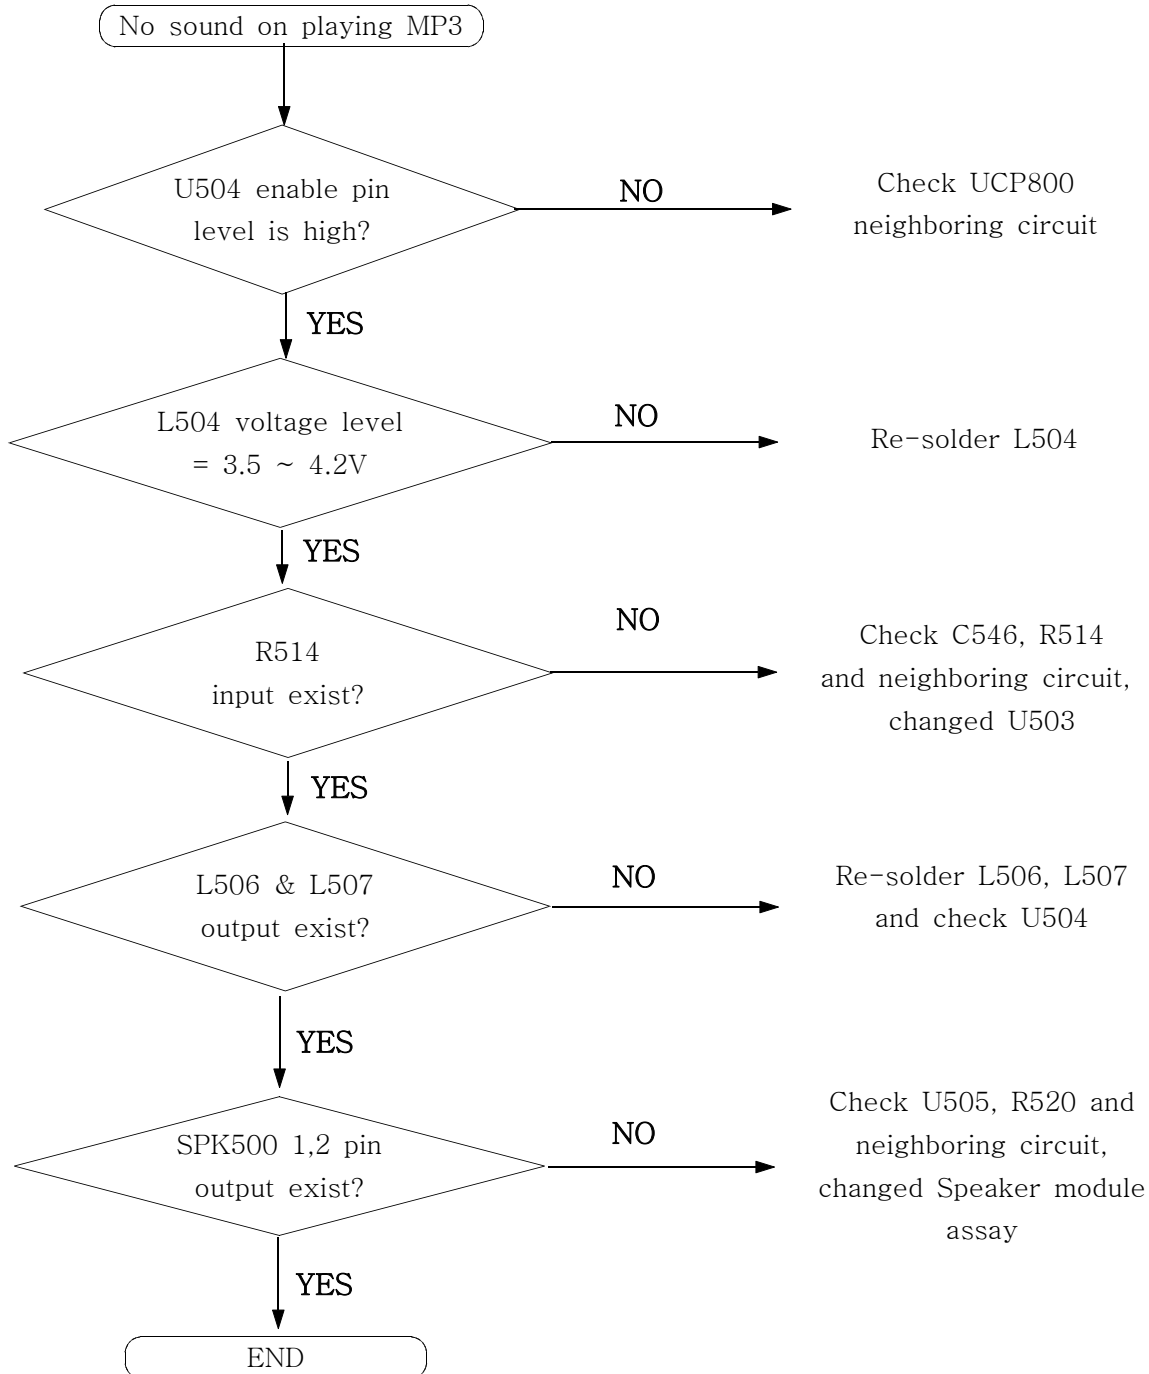 No sound on playing MP3
U504 enable pin
level is high?
NO
Check UCP800
neighboring circuit
YES
L504 voltage level
= 3.5 ~ 4.2V
NO
Re-solder L504
YES
R514
input exist?
NO
Check C546, R514
and neighboring circuit,
changed U503
YES
L506 & L507
output exist?
NO
Re-solder L506, L507
and check U504
YES
SPK500 1,2 pin
output exist?
NO
Check U505, R520 and
neighboring circuit,
changed Speaker module
assay
YES
END